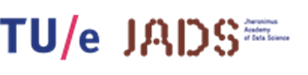 TU/e JADS
Jheronimus
Academy
of Data Science